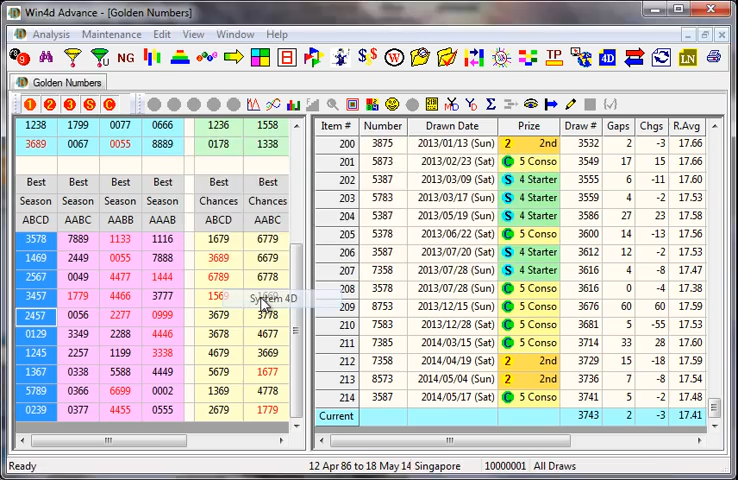 Win4d Advance - [Golden Numbers]
Analysis Maintenance Edit View Window Help
NG TP 4D LN
Golden Numbers
1 2 3 S C
1238 1799 0077 0666 1236 1558
3689 0067 0055 8889 0178 1338
Best Best Best Best Best Best
Season Season Season Season Chances Chances
ABCD AABC AABB AAAB ABCD AABC
3578 7889 1133 1116 1679 6779
1469 2449 0055 7888 3689 6679
2567 0049 4477 1444 6789 6778
3457 1779 4466 3777
System 4D
2457 0056 2277 0999 3679 3778
0129 3349 2288 4446 3678 4677
1245 2257 1199 3338 4679 3669
1367 0338 5588 4449 5679 1677
5789 0366 6699 0002 1369 4778
0239 0377 4455 0555 2679 1779
Item # Number Drawn Date Prize Draw # Gaps Chgs R.Avg
200 3875 2013/01/13 (Sun) 2 2nd 3532 2 -3 17.66
201 5873 2013/02/23 (Sat) C 5 Conso 3549 17 15 17.66
202 5387 2013/03/09 (Sat) S 4 Starter 3555 6 -11 17.60
203 5783 2013/03/17 (Sun) S 4 Starter 3559 4 -2 17.53
204 5387 2013/05/19 (Sun) S 4 Starter 3586 27 23 17.58
205 5378 2013/06/22 (Sat) C 5 Conso 3600 14 -13 17.56
206 3587 2013/07/20 (Sat) S 4 Starter 3612 12 -2 17.53
207 7358 2013/07/28 (Sun) S 4 Starter 3616 4 -8 17.47
208 7358 2013/07/28 (Sun) C 5 Conso 3616 0 -4 17.38
209 8753 2013/12/15 (Sun) C 5 Conso 3676 60 60 17.59
210 7583 2013/12/28 (Sat) C 5 Conso 3681 5 -55 17.53
211 7385 2014/03/15 (Sat) C 5 Conso 3714 33 28 17.60
212 7358 2014/04/19 (Sat) 2 2nd 3729 15 -18 17.59
213 8573 2014/05/04 (Sun) 2 2nd 3736 7 -8 17.54
214 3587 2014/05/17 (Sat) C 5 Conso 3741 5 -2 17.48
Current 3743 2 -3 17.41
Ready 12 Apr 86 to 18 May 14 Singapore 10000001 All Draws